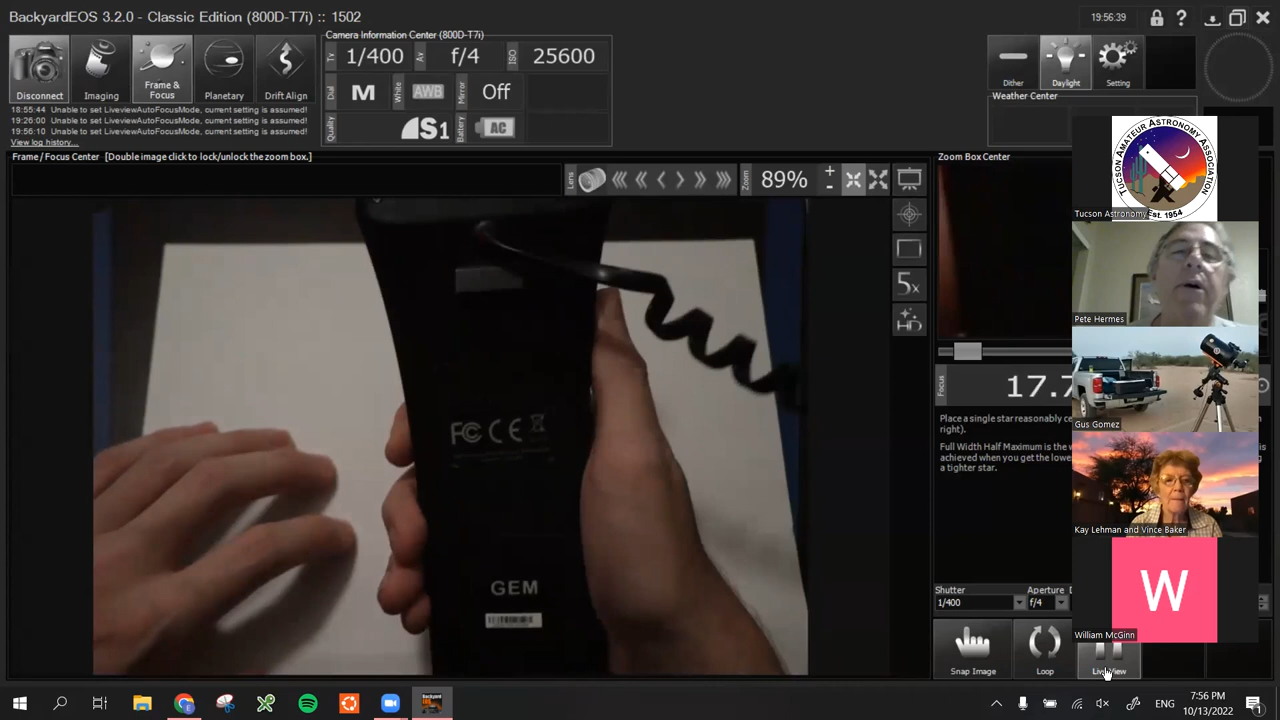 BackyardEOS 3.2.0 - Classic Edition (800D-T7i) :: 1502
19:56:39
Disconnect
Imaging
Frame & Focus
Planetary
Drift Align
Camera Information Center (800D-T7i)
Tv 1/400 Av f/4 ISO 25600
Dial M White AWB Mirror Off
Quality S1 Battery AC
Dither
Daylight
Setting
Weather Center
18:55:44 Unable to set LiveviewAutoFocusMode, current setting is assumed!
19:26:00 Unable to set LiveviewAutoFocusMode, current setting is assumed!
19:56:10 Unable to set LiveviewAutoFocusMode, current setting is assumed!
View log history...
Frame / Focus Center [Double image click to lock/unlock the zoom box.]
Lens
Zoom 89% + -
5x
HD
FC CE
GEM
Zoom Box Center
Focus 17.7
Place a single star reasonably ce
right).
Full Width Half Maximum is the w
achieved when you get the lowe
a tighter star.
Shutter Aperture
1/400 f/4
Snap Image
Loop
LiveView
TUCSON AMATEUR ASTRONOMY ASSOCIATION
Est. 1954
Tucson Astronomy
Pete Hermes
Gus Gomez
Kay Lehman and Vince Baker
W
William McGinn
Backyard EOS
ENG
7:56 PM
10/13/2022
1